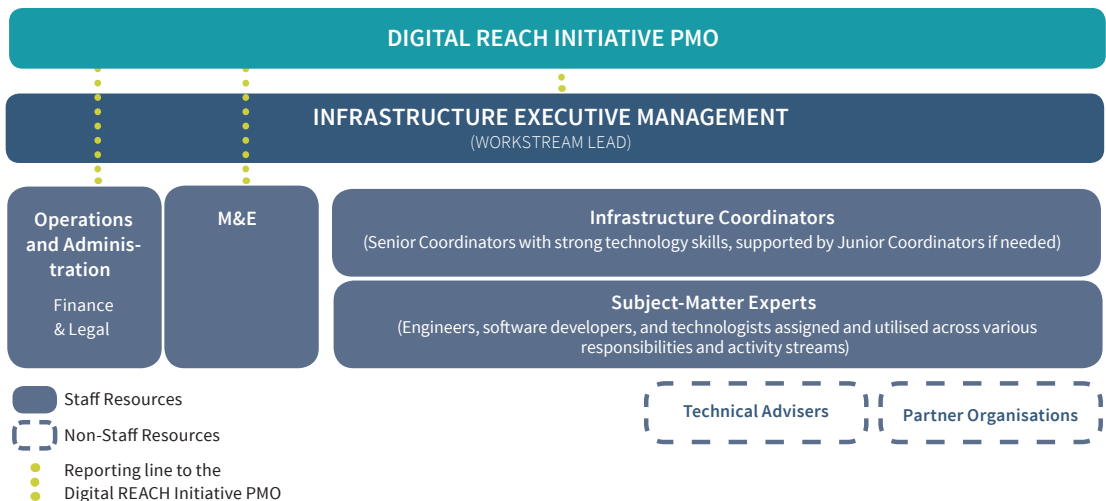 DIGITAL REACH INITIATIVE PMO
INFRASTRUCTURE EXECUTIVE MANAGEMENT
(WORKSTREAM LEAD)
Operations
and Adminis-
tration
Finance
& Legal
M&E
Infrastructure Coordinators
(Senior Coordinators with strong technology skills, supported by Junior Coordinators if needed)
Subject-Matter Experts
(Engineers, software developers, and technologists assigned and utilised across various
responsibilities and activity streams)
Technical Advisers
Partner Organisations
Staff Resources
Non-Staff Resources
Reporting line to the
Digital REACH Initiative PMO